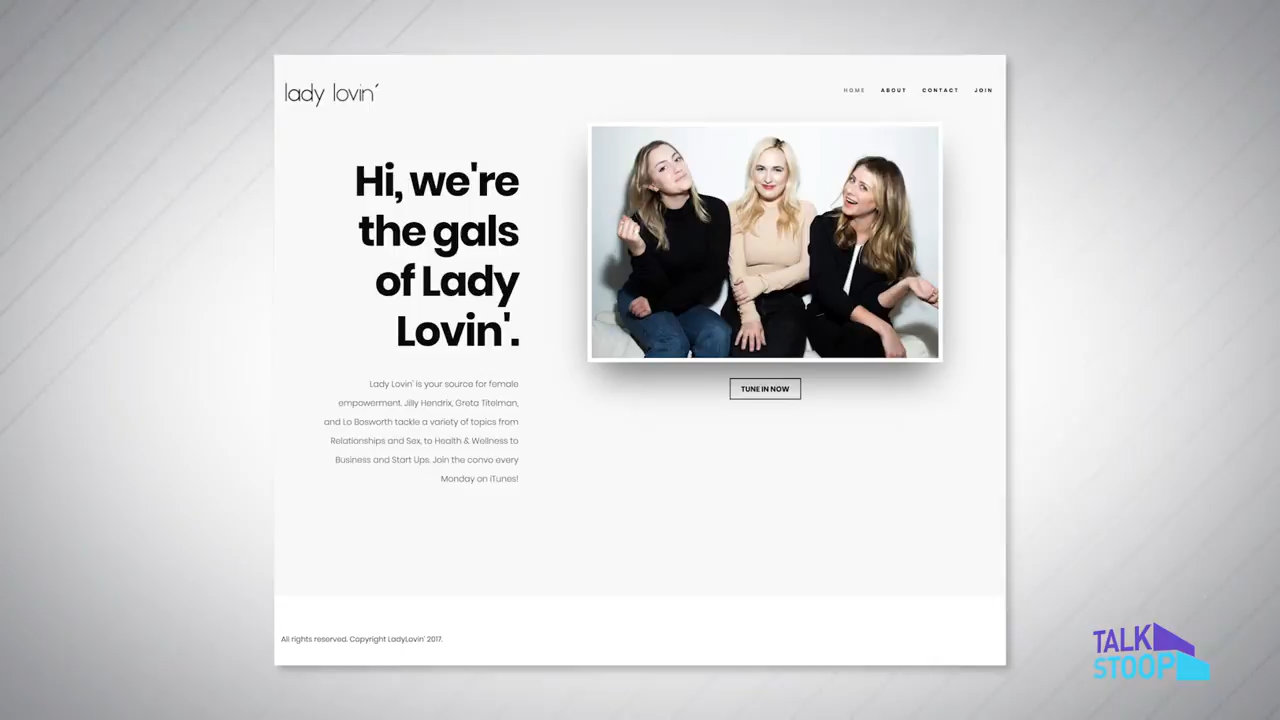 lady lovin'
HOME ABOUT CONTACT JOIN
Hi, we're
the gals
of Lady
Lovin'.
Lady Lovin' is your source for female
empowerment. Jilly Hendrix, Greta Titelman,
and Lo Bosworth tackle a variety of topics from
Relationships and Sex, to Health & Wellness to
Business and Start Ups. Join the convo every
Monday on iTunes!
TUNE IN NOW
All rights reserved. Copyright LadyLovin' 2017.
TALK
STOOP